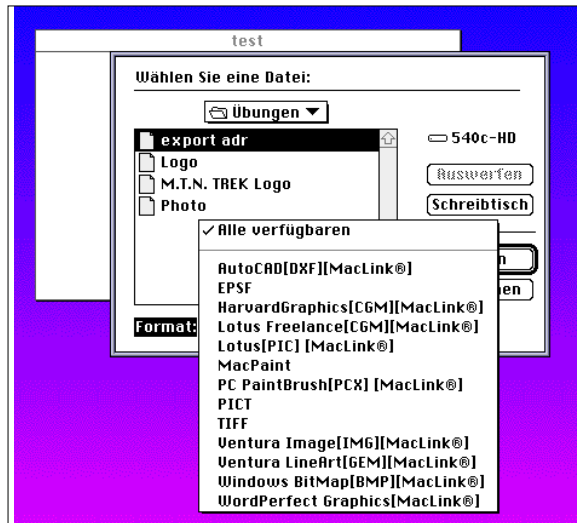 test
Wählen Sie eine Datei:
Übungen
export adr
540c-HD
Logo
M.T.N. TREK Logo
Auswerfen
Photo
Schreibtisch
Alle verfügbaren
n
AutoCAD[DXF][MacLink®]
EPSF
en
HarvardGraphics[CGM][MacLink®]
Lotus Freelance[CGM][MacLink®]
Format:
Lotus[PIC] [MacLink®]
MacPaint
PC PaintBrush[PCX] [MacLink®]
PICT
TIFF
Ventura Image[IMG][MacLink®]
Ventura LineArt[GEM][MacLink®]
Windows BitMap[BMP][MacLink®]
WordPerfect Graphics[MacLink®]